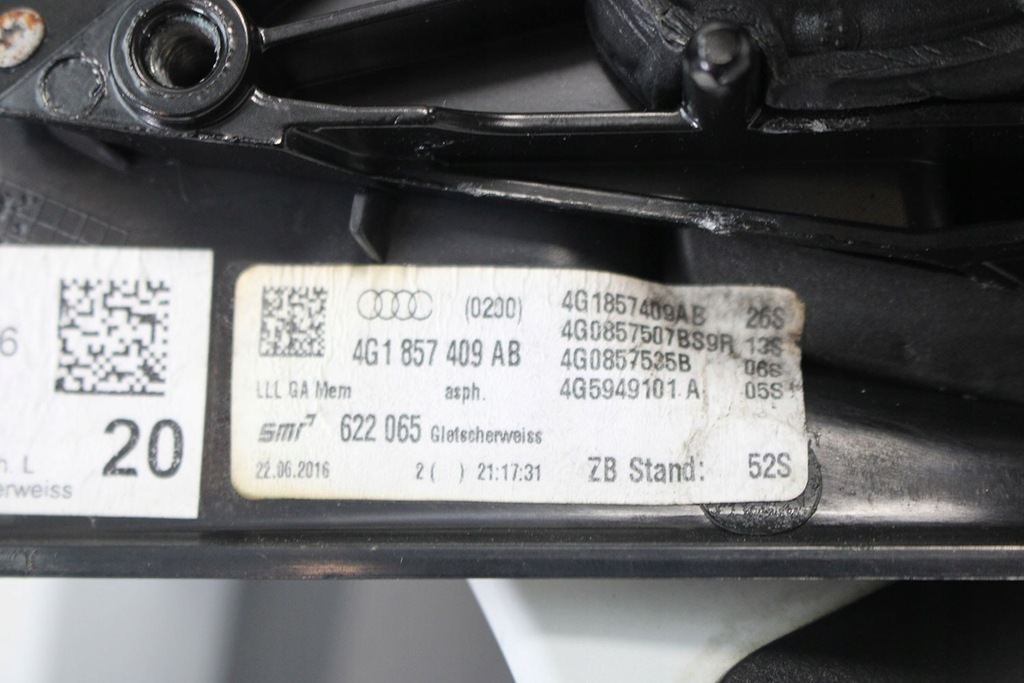 6
20
h. L
erweiss
(0200)
4G1 857 409 AB
LLL GA Mem asph.
smr7 622 065 Gletscherweiss
22.06.2016 2 ( ) 21:17:31
4G1857409AB 26S
4G0857507BS9R 13S
4G0857535B 06S
4G5949101 A 05S
ZB Stand: 52S